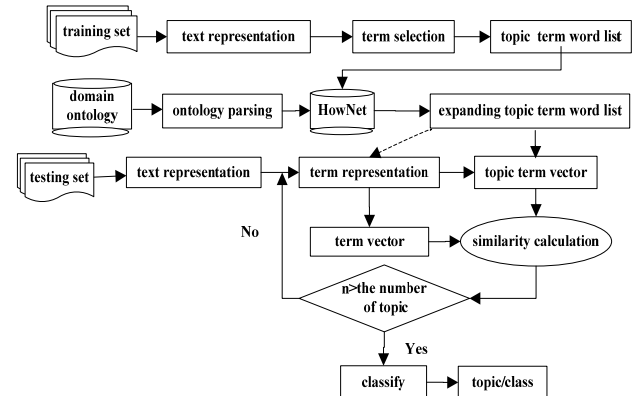 training set
text representation
term selection
topic term word list
domain
ontology
ontology parsing
HowNet
expanding topic term word list
testing set
text representation
term representation
topic term vector
No
term vector
similarity calculation
n>the number
of topic
Yes
classify
topic/class